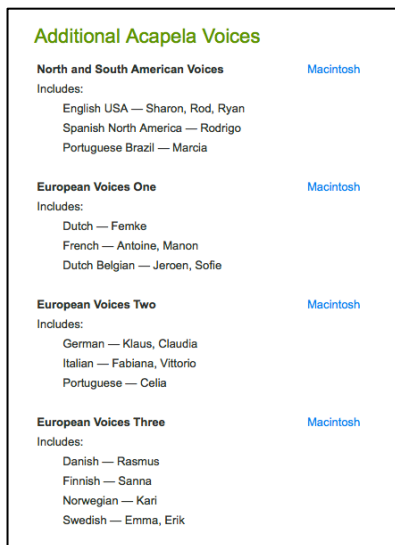 Additional Acapela Voices
North and South American Voices Macintosh
Includes:
English USA — Sharon, Rod, Ryan
Spanish North America — Rodrigo
Portuguese Brazil — Marcia
European Voices One Macintosh
Includes:
Dutch — Femke
French — Antoine, Manon
Dutch Belgian — Jeroen, Sofie
European Voices Two Macintosh
Includes:
German — Klaus, Claudia
Italian — Fabiana, Vittorio
Portuguese — Celia
European Voices Three Macintosh
Includes:
Danish — Rasmus
Finnish — Sanna
Norwegian — Kari
Swedish — Emma, Erik